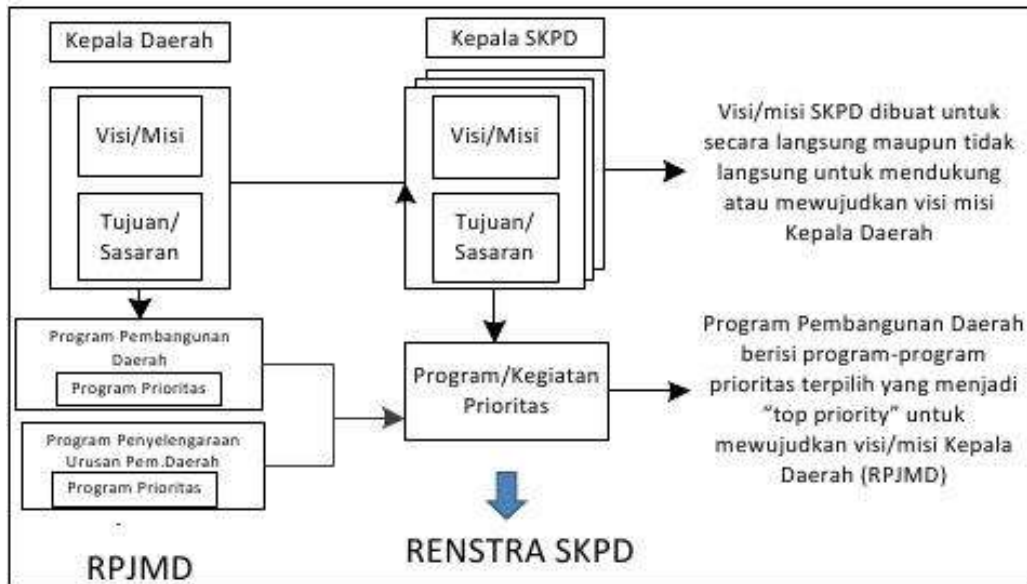 Kepala Daerah
Visi/Misi
Tujuan/
Sasaran
Program Pembangunan
Daerah
Program Prioritas
Program Penyelengaraan
Urusan Pem.Daerah
Program Prioritas
RPJMD
Kepala SKPD
Visi/Misi
Tujuan/
Sasaran
Program/Kegiatan
Prioritas
RENSTRA SKPD
Visi/misi SKPD dibuat untuk
secara langsung maupun tidak
langsung untuk mendukung
atau mewujudkan visi misi
Kepala Daerah
Program Pembangunan Daerah
berisi program-program
prioritas terpilih yang menjadi
“top priority” untuk
mewujudkan visi/misi Kepala
Daerah (RPJMD)